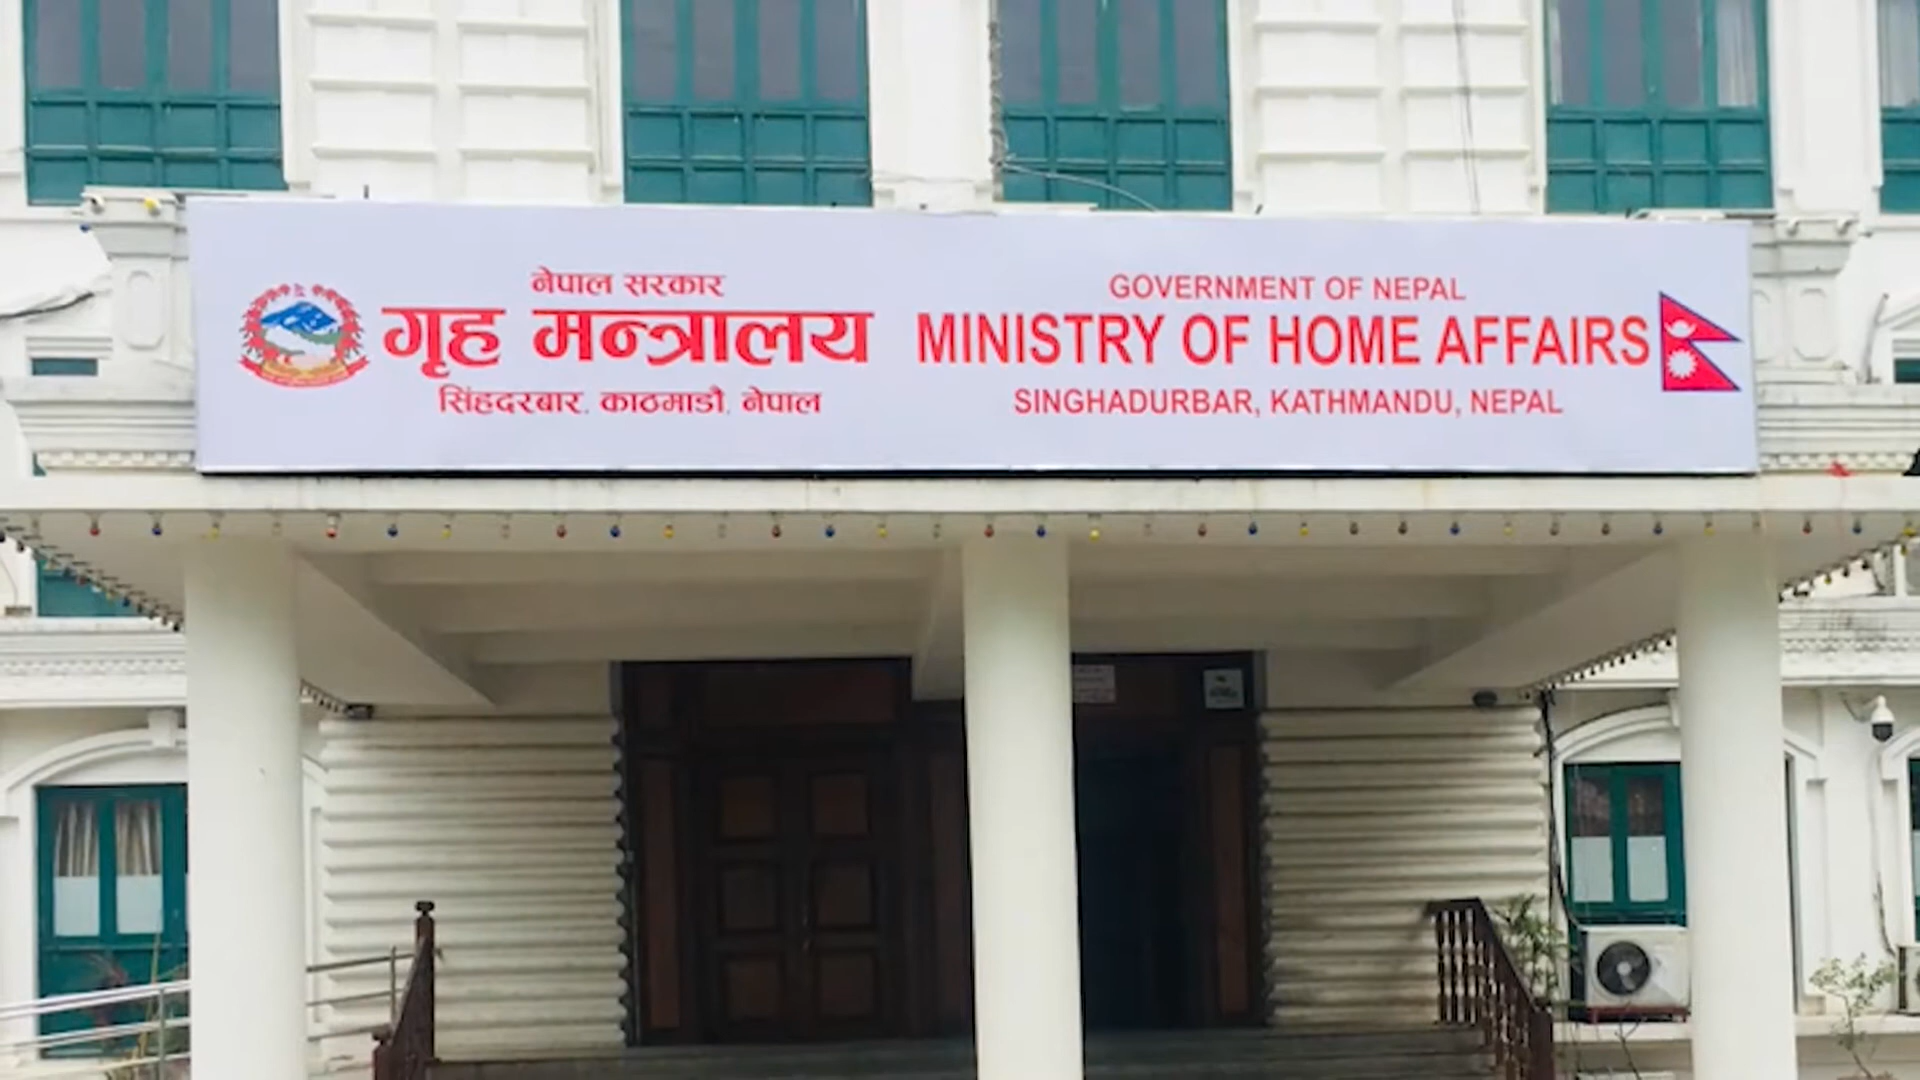 नेपाल सरकार
गृह मन्त्रालय
सिंहदरबार, काठमाडौं, नेपाल
GOVERNMENT OF NEPAL
MINISTRY OF HOME AFFAIRS
SINGHADURBAR, KATHMANDU, NEPAL